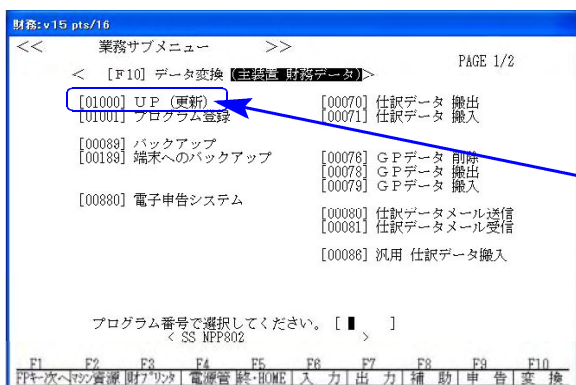 財務:v15 pts/16
<< 業務サブメニュー >>
PAGE 1/2
< [F10] データ変換 (主装置 財務データ)>
[01000] UP (更新) [00070] 仕訳データ 搬出
[01001] プログラム登録 [00071] 仕訳データ 搬入
[00089] バックアップ
[00189] 端末へのバックアップ [00076] GPデータ 削除
[00078] GPデータ 搬出
[00079] GPデータ 搬入
[00880] 電子申告システム
[00080] 仕訳データメール送信
[00081] 仕訳データメール受信
[00086] 汎用 仕訳データ搬入
プログラム番号で選択してください。 [ ]
< SS NPP802 >
F1 F2 F3 F4 F5 F6 F7 F8 F9 F10
FPキー次へ マシン資源 財プリンタ 電源管 終・HOME 入 力 出 力 補 助 申 告 変 換